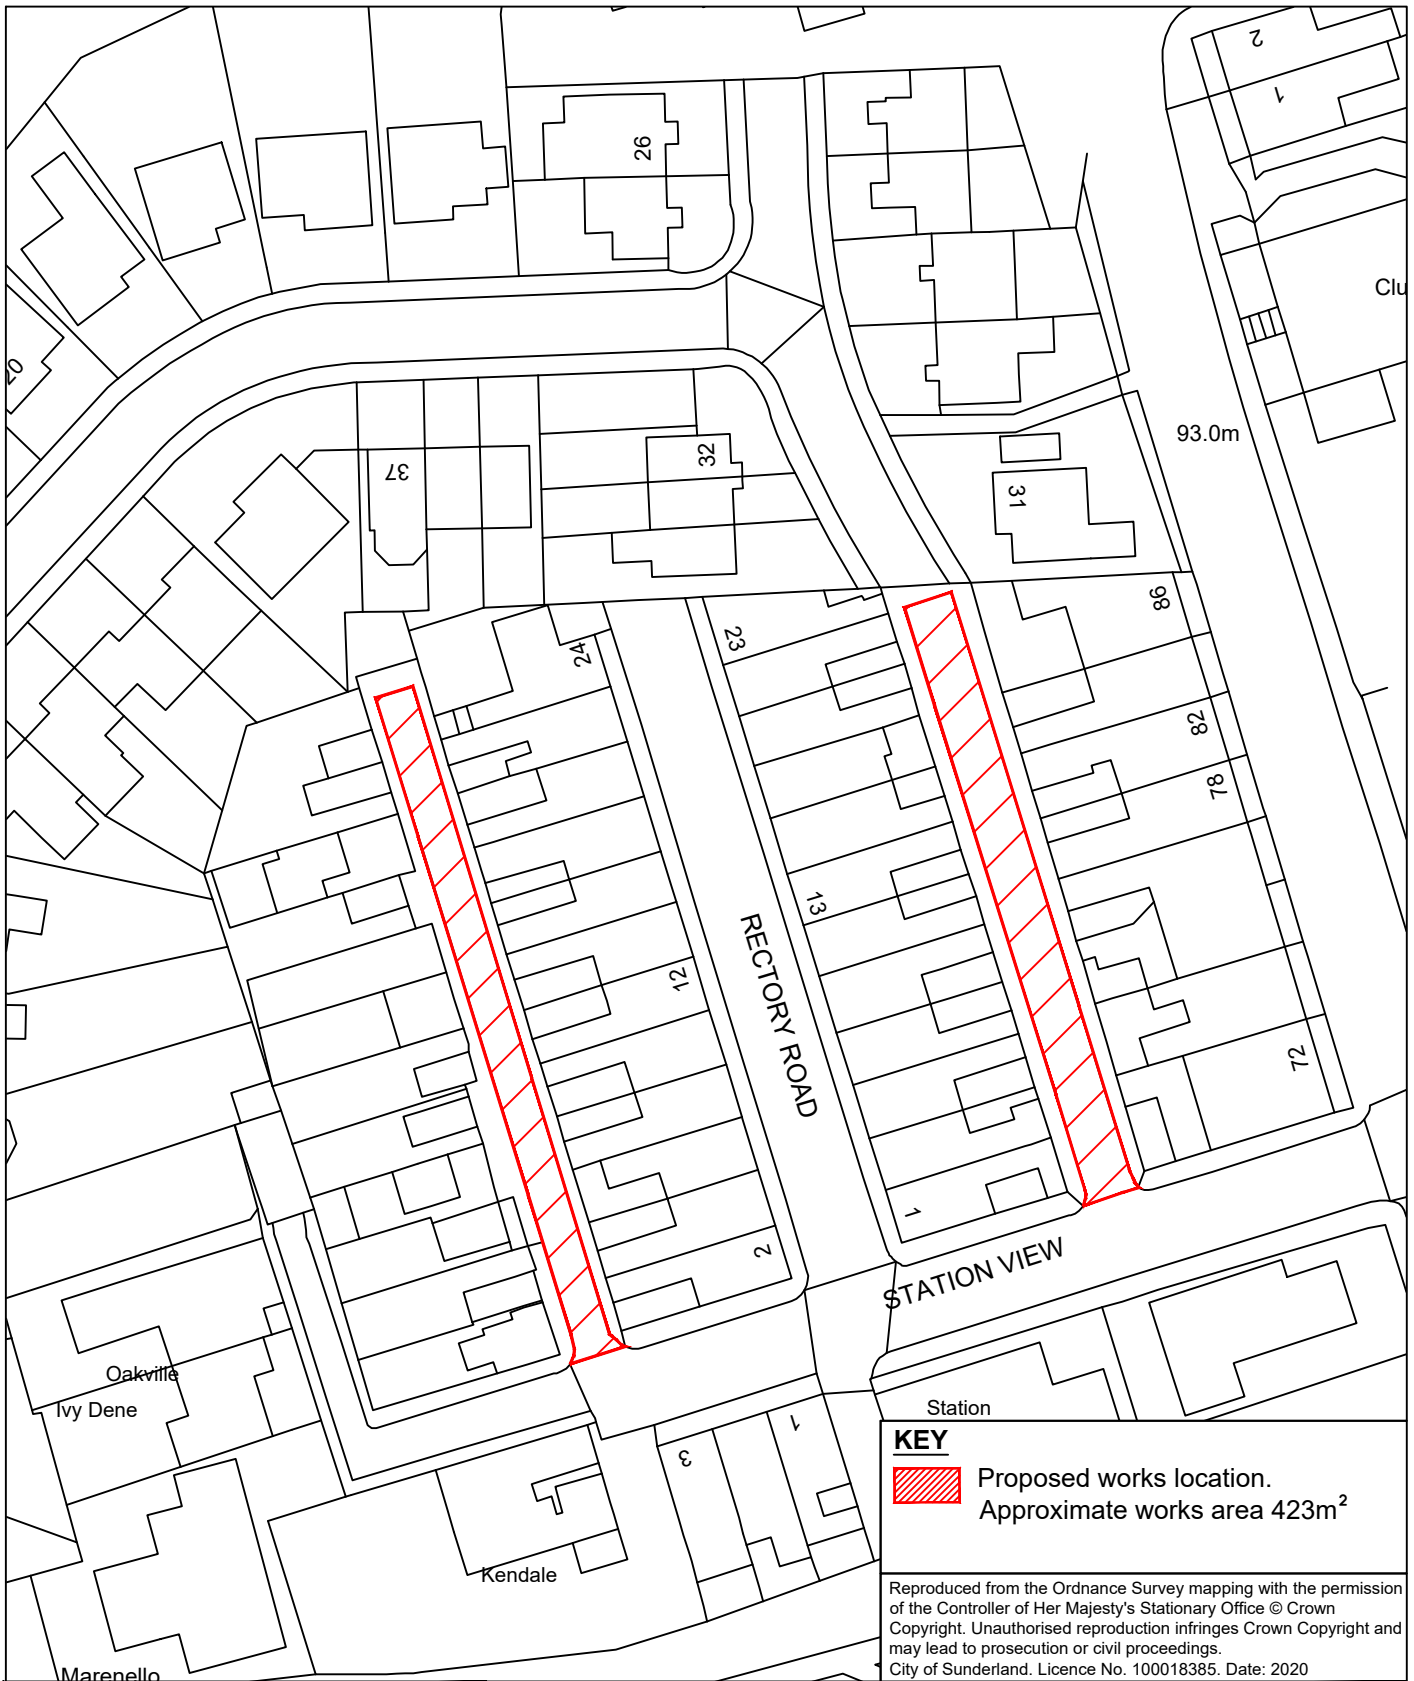 2
1
26
Clu
20
93.0m
32
37
31
86
23
24
82
78
13
RECTORY ROAD
12
72
1
2
STATION VIEW
Oakville
Ivy Dene
Station
1
3
Kendale
Marenello
KEY
Proposed works location.
Approximate works area 423m²
Reproduced from the Ordnance Survey mapping with the permission
of the Controller of Her Majesty's Stationary Office © Crown
Copyright. Unauthorised reproduction infringes Crown Copyright and
may lead to prosecution or civil proceedings.
City of Sunderland. Licence No. 100018385. Date: 2020